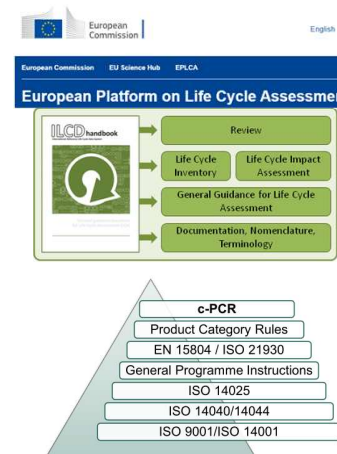 European
Commission
English
European Commission EU Science Hub EPLCA
European Platform on Life Cycle Assessme
ILCD handbook
Review
Life Cycle
Inventory
Life Cycle Impact
Assessment
General Guidance for Life Cycle
Assessment
Documentation, Nomenclature,
Terminology
c-PCR
Product Category Rules
EN 15804 / ISO 21930
General Programme Instructions
ISO 14025
ISO 14040/14044
ISO 9001/ISO 14001